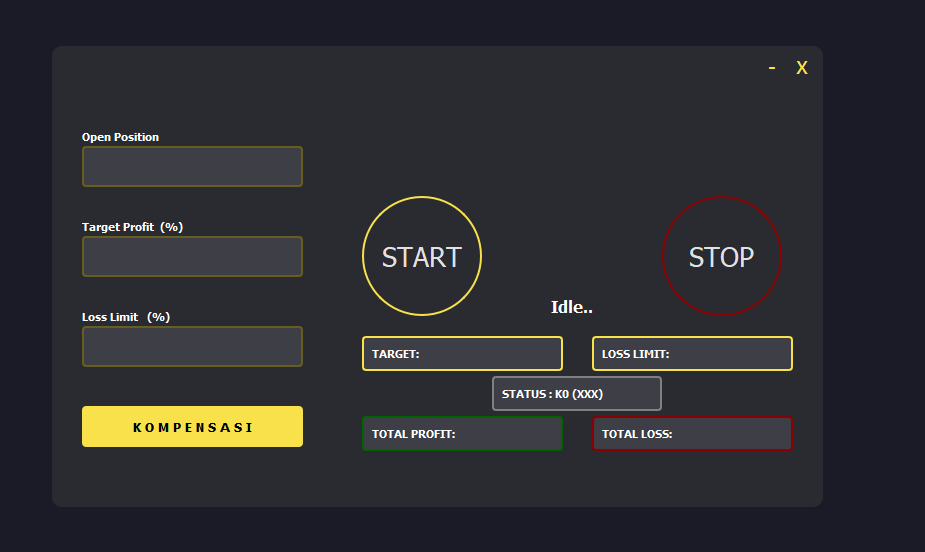 - X
Open Position
Target Profit (%)
Loss Limit (%)
KOMPENSASI
START
STOP
Idle..
TARGET:
LOSS LIMIT:
STATUS : K0 (XXX)
TOTAL PROFIT:
TOTAL LOSS: